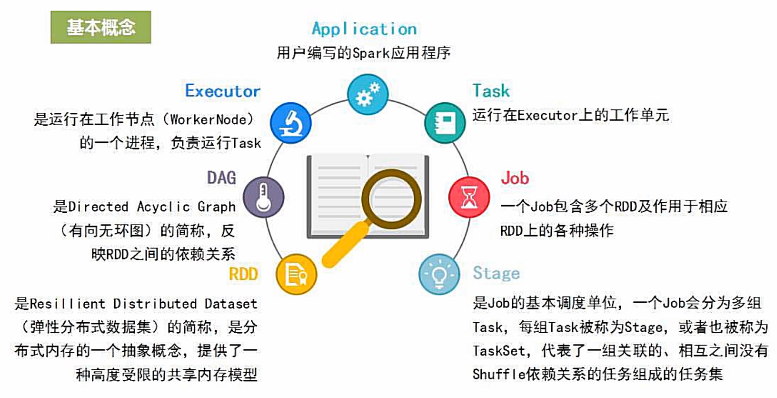 基本概念
Application
用户编写的Spark应用程序
Executor
是运行在工作节点（WorkerNode）
的一个进程，负责运行Task
Task
运行在Executor上的工作单元
DAG
是Directed Acyclic Graph
（有向无环图）的简称，反
映RDD之间的依赖关系
Job
一个Job包含多个RDD及作用于相应
RDD上的各种操作
RDD
是Resillient Distributed Dataset
（弹性分布式数据集）的简称，是分
布式内存的一个抽象概念，提供了一
种高度受限的共享内存模型
Stage
是Job的基本调度单位，一个Job会分为多组
Task，每组Task被称为Stage，或者也被称为
TaskSet，代表了一组关联的、相互之间没有
Shuffle依赖关系的任务组成的任务集